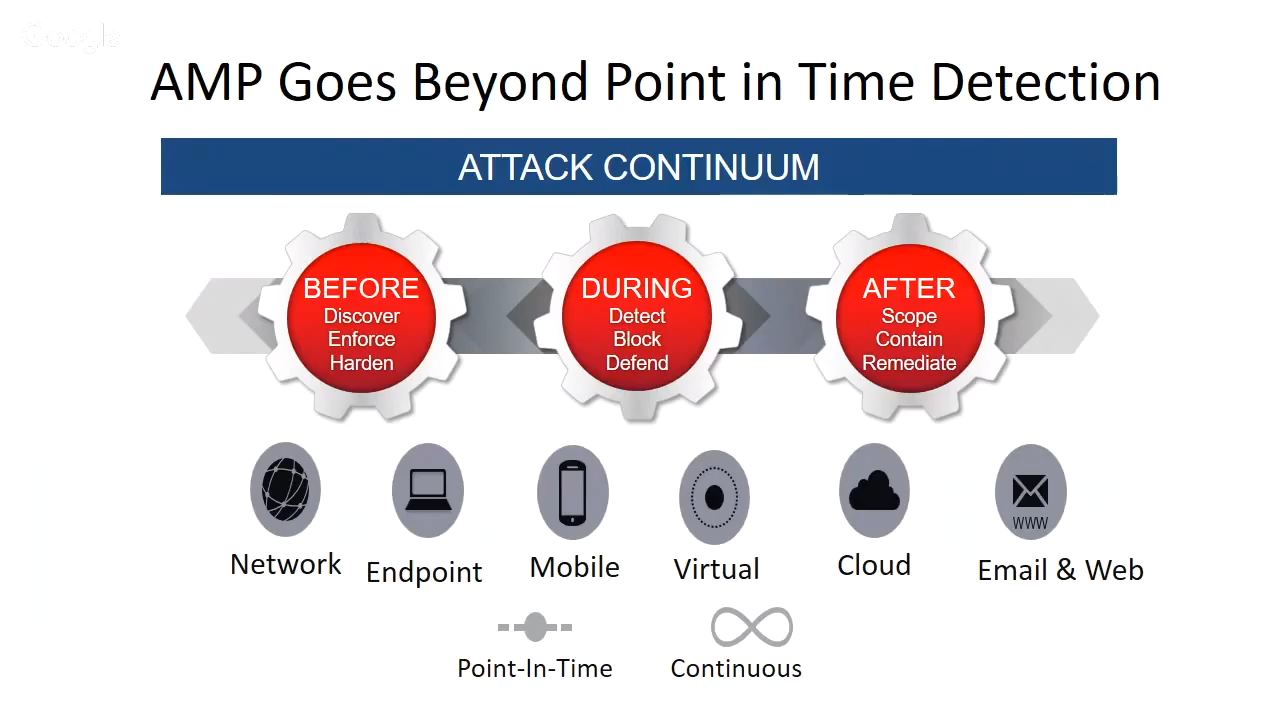 Google
AMP Goes Beyond Point in Time Detection
ATTACK CONTINUUM
BEFORE
Discover
Enforce
Harden
DURING
Detect
Block
Defend
AFTER
Scope
Contain
Remediate
WWW
Network
Endpoint
Mobile
Virtual
Cloud
Email & Web
Point-In-Time
Continuous